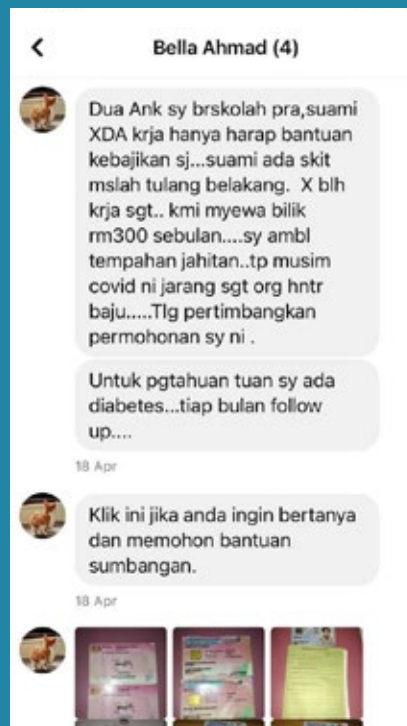 Bella Ahmad (4)
Dua Ank sy brskolah pra,suami
XDA krja hanya harap bantuan
kebajikan sj...suami ada skit
mslah tulang belakang. X blh
krja sgt.. kmi myewa bilik
rm300 sebulan....sy ambl
tempahan jahitan..tp musim
covid ni jarang sgt org hntr
baju.....Tlg pertimbangkan
permohonan sy ni .
Untuk pgtahuan tuan sy ada
diabetes...tiap bulan follow
up....
18 Apr
Klik ini jika anda ingin bertanya
dan memohon bantuan
sumbangan.
18 Apr